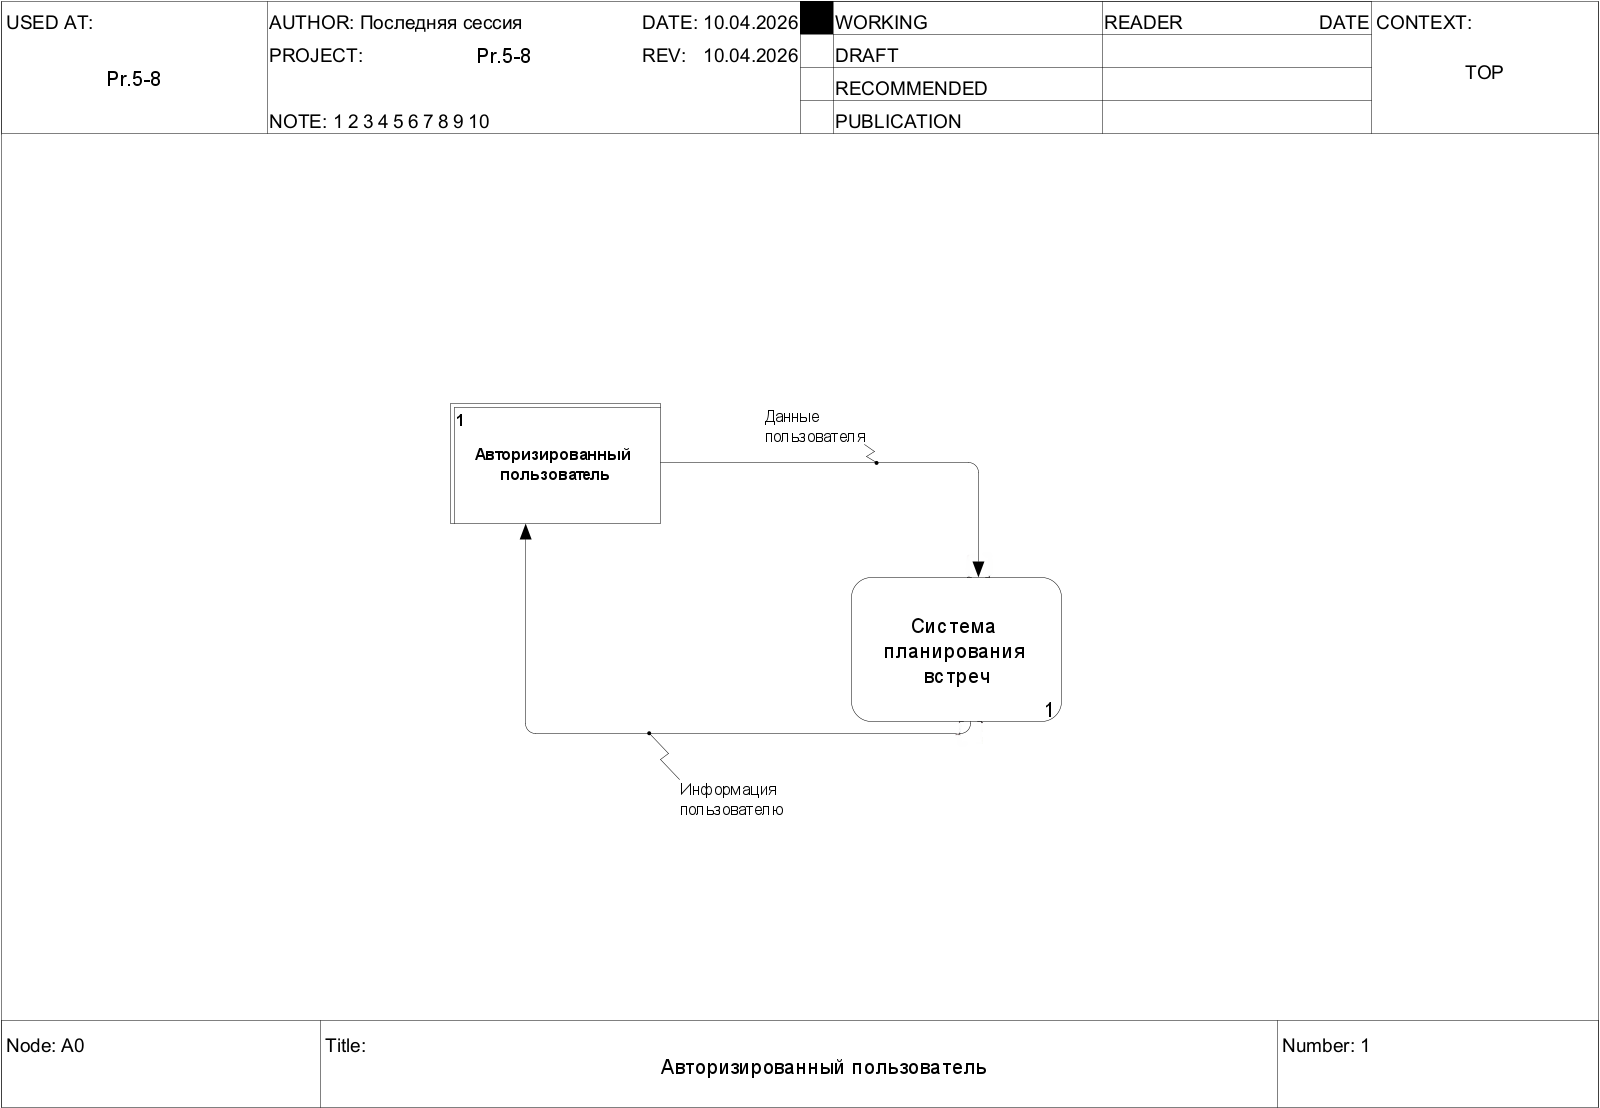 USED AT:
Pr.5-8
AUTHOR: Последняя сессия
DATE: 10.04.2026
PROJECT: Pr.5-8
REV: 10.04.2026
NOTE: 1 2 3 4 5 6 7 8 9 10
WORKING
DRAFT
RECOMMENDED
PUBLICATION
READER DATE
CONTEXT:
TOP
1
Авторизированный
пользователь
Данные
пользователя
Система
планирования
встреч
1
Информация
пользователю
Node: A0
Title:
Авторизированный пользователь
Number: 1